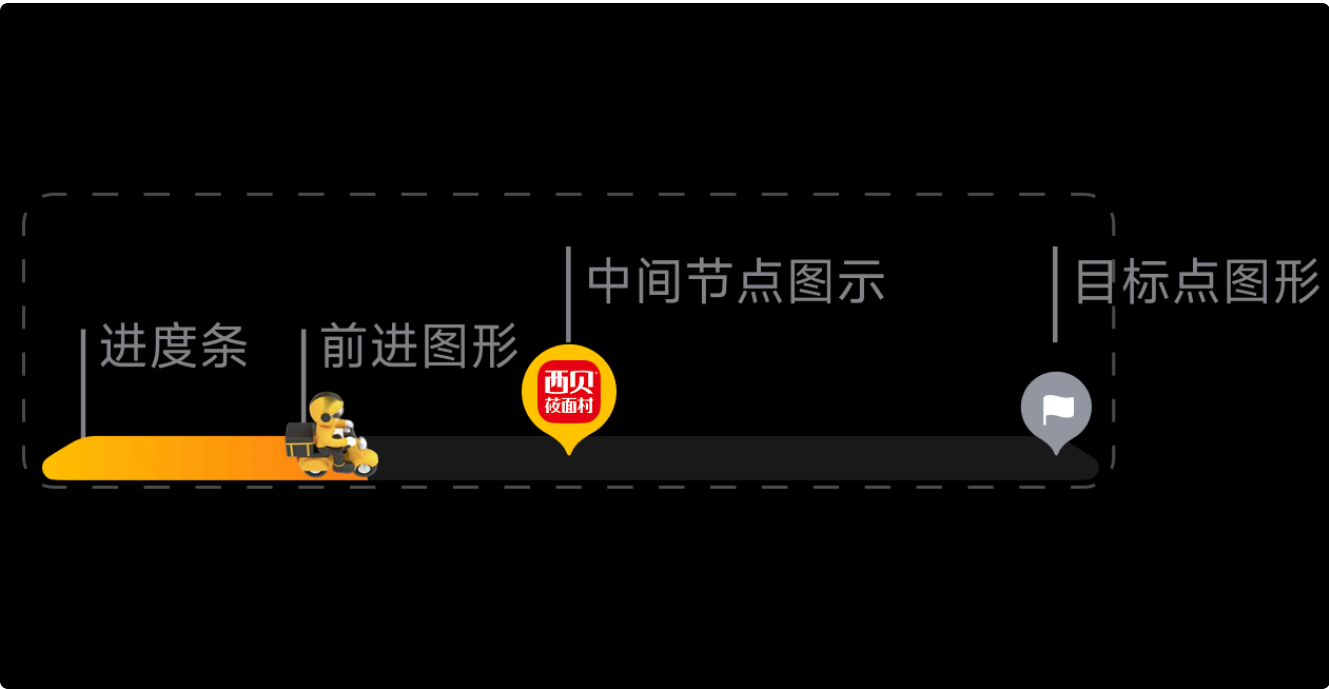 中间节点图示
目标点图形
进度条
前进图形
西贝
莜面村